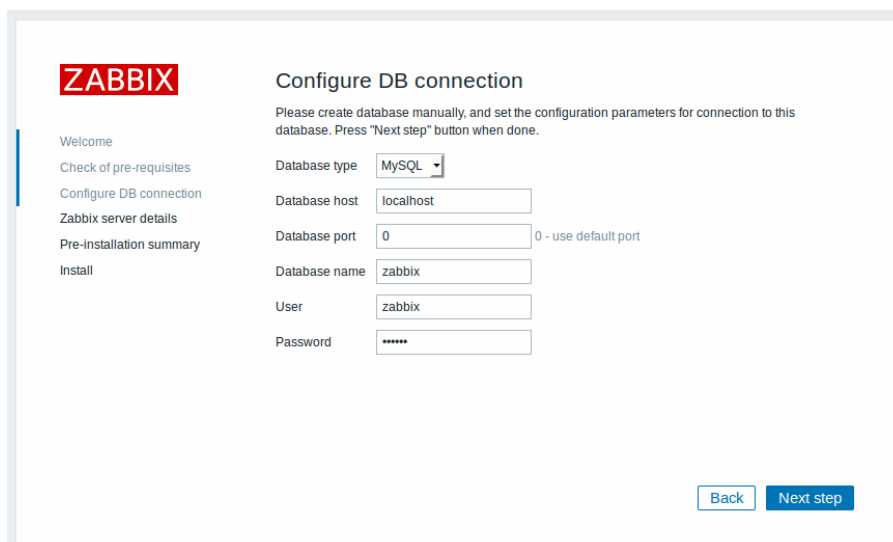 ZABBIX
Welcome
Check of pre-requisites
Configure DB connection
Zabbix server details
Pre-installation summary
Install
Configure DB connection
Please create database manually, and set the configuration parameters for connection to this
database. Press "Next step" button when done.
Database type MySQL
Database host localhost
Database port 0 0 - use default port
Database name zabbix
User zabbix
Password ••••••
Back Next step